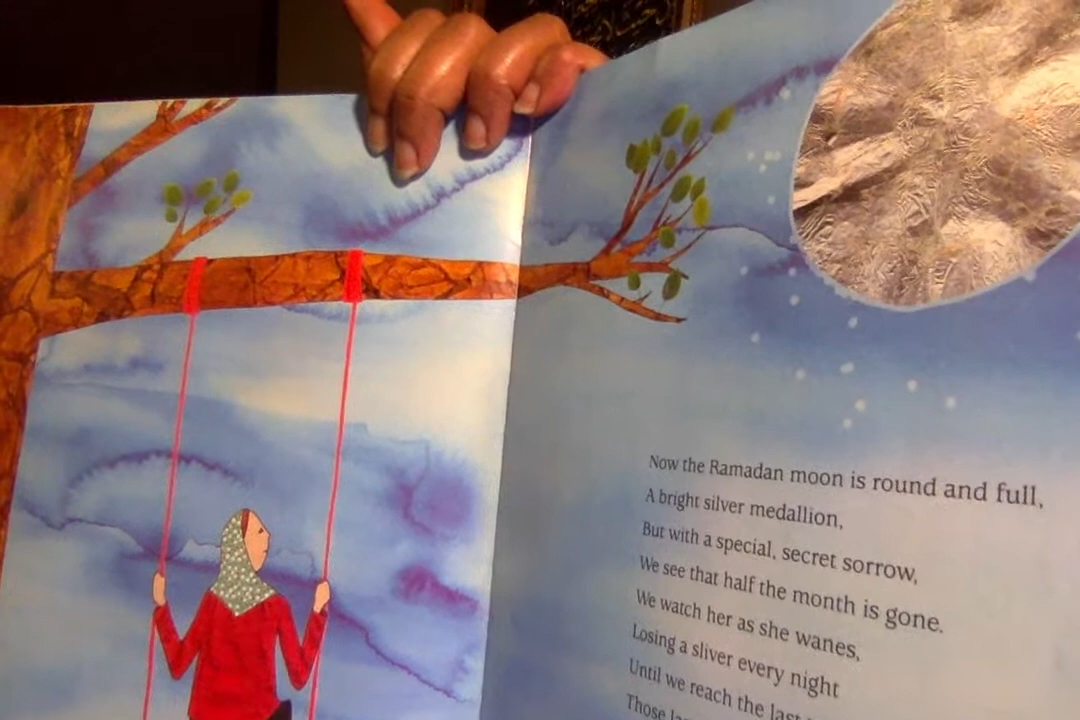 Now the Ramadan moon is round and full,
A bright silver medallion,
But with a special, secret sorrow,
We see that half the month is gone.
We watch her as she wanes,
Losing a sliver every night
Until we reach the last
Those